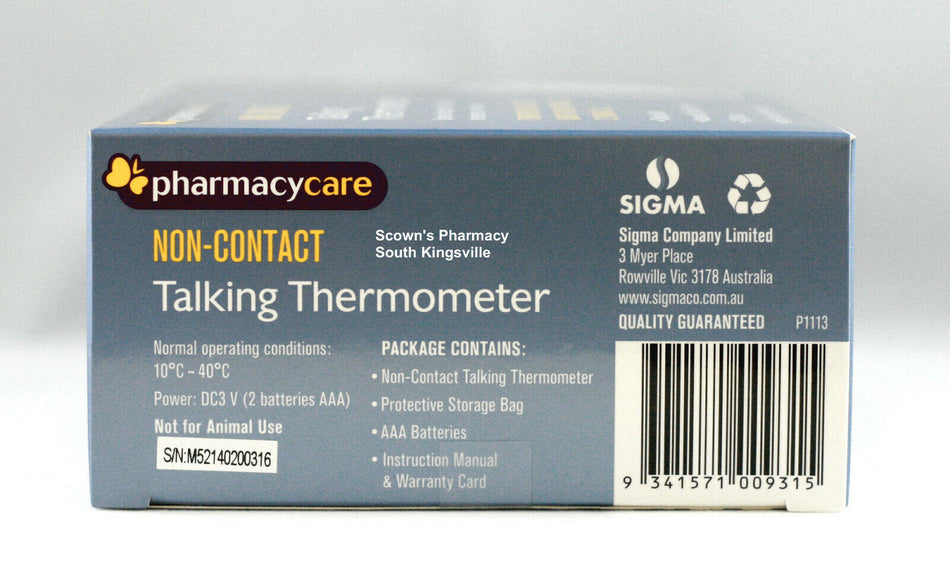 pharmacycare
NON-CONTACT
Talking Thermometer
Scown's Pharmacy
South Kingsville
Normal operating conditions:
10°C ~ 40°C
Power: DC3 V (2 batteries AAA)
Not for Animal Use
S/N:M52140200316
PACKAGE CONTAINS:
• Non-Contact Talking Thermometer
• Protective Storage Bag
• AAA Batteries
• Instruction Manual
& Warranty Card
SIGMA
Sigma Company Limited
3 Myer Place
Rowville Vic 3178 Australia
www.sigmaco.com.au
QUALITY GUARANTEED P1113
9 341571 009315